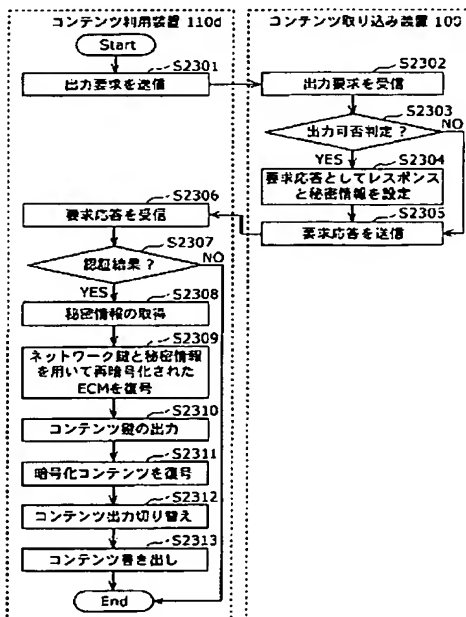 コンテンツ利用装置 110d
コンテンツ取り込み装置 100
Start
S2301
出力要求を送信
S2302
出力要求を受信
S2303
出力可否判定?
NO
YES
S2304
要求応答としてレスポンス
と秘密情報を設定
S2305
要求応答を送信
S2306
要求応答を受信
S2307
認証結果?
NO
YES
S2308
秘密情報の取得
S2309
ネットワーク鍵と秘密情報
を用いて再暗号化された
ECMを復号
S2310
コンテンツ鍵の出力
S2311
暗号化コンテンツを復号
S2312
コンテンツ出力切り替え
S2313
コンテンツ書き出し
End